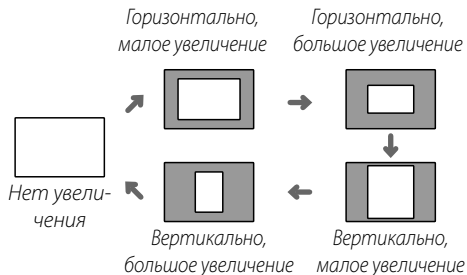 Горизонтально,
малое увеличение
Горизонтально,
большое увеличение
Нет увели-
чения
Вертикально,
большое увеличение
Вертикально,
малое увеличение